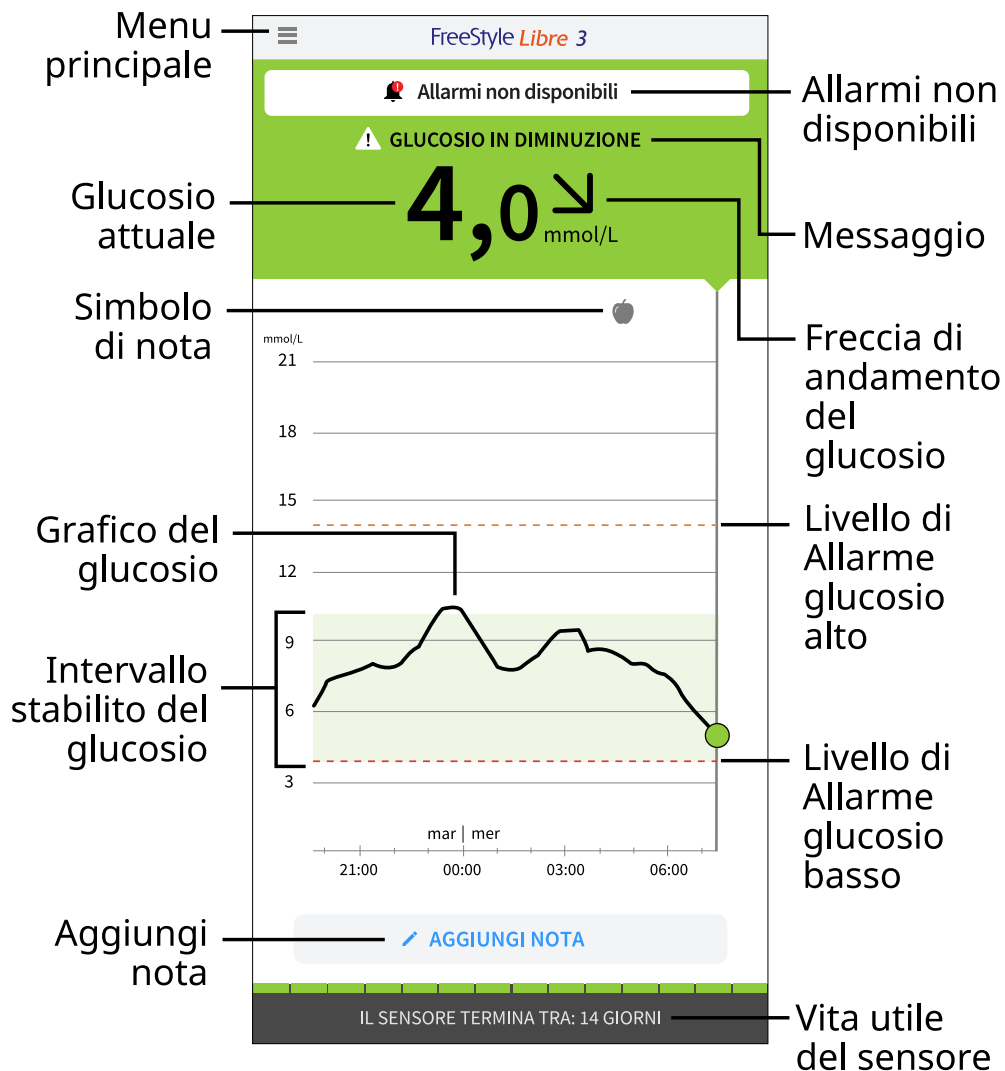 Menu
principale
FreeStyle Libre 3
Allarmi non disponibili
Allarmi non
disponibili
GLUCOSIO IN DIMINUZIONE
Messaggio
Glucosio
attuale
4,0
mmol/L
Freccia di
andamento
del
glucosio
Simbolo
di nota
mmol/L
21
18
15
12
9
6
3
Grafico del
glucosio
Livello di
Allarme
glucosio
alto
Intervallo
stabilito del
glucosio
Livello di
Allarme
glucosio
basso
mar | mer
21:00 00:00 03:00 06:00
Aggiungi
nota
AGGIUNGI NOTA
IL SENSORE TERMINA TRA: 14 GIORNI
Vita utile
del sensore